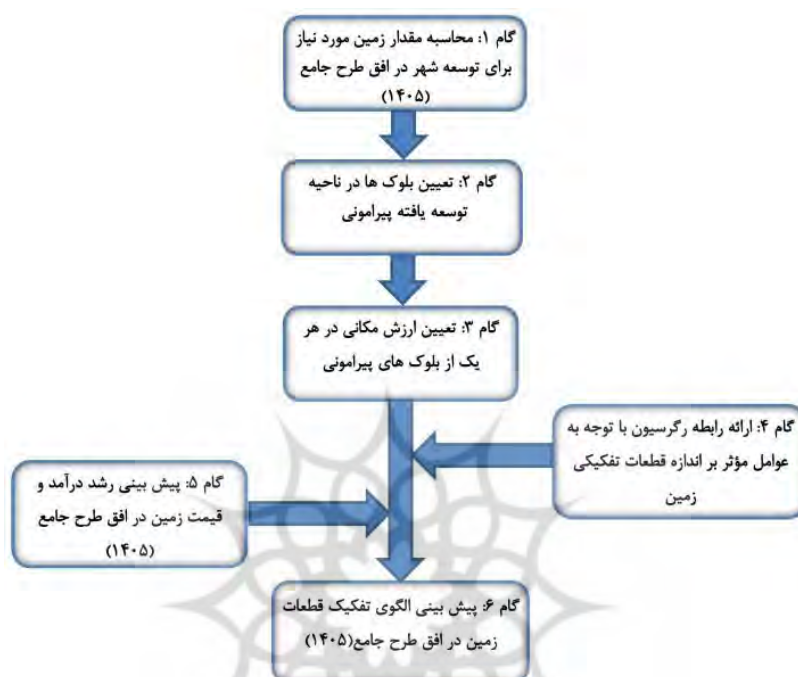 گام ۱: محاسبه مقدار زمین مورد نیاز
برای توسعه شهر در افق طرح جامع
(۱۴۰۵)
گام ۲: تعیین بلوک ها در ناحیه
توسعه یافته پیرامونی
گام ۳: تعیین ارزش مکانی در هر
یک از بلوک های پیرامونی
گام ۴: ارائه رابطه رگرسیون با توجه به
عوامل مؤثر بر اندازه قطعات تفکیکی
زمین
گام ۵: پیش بینی رشد درآمد و
قیمت زمین در افق طرح جامع
(۱۴۰۵)
گام ۶: پیش بینی الگوی تفکیک قطعات
زمین در افق طرح جامع(۱۴۰۵)